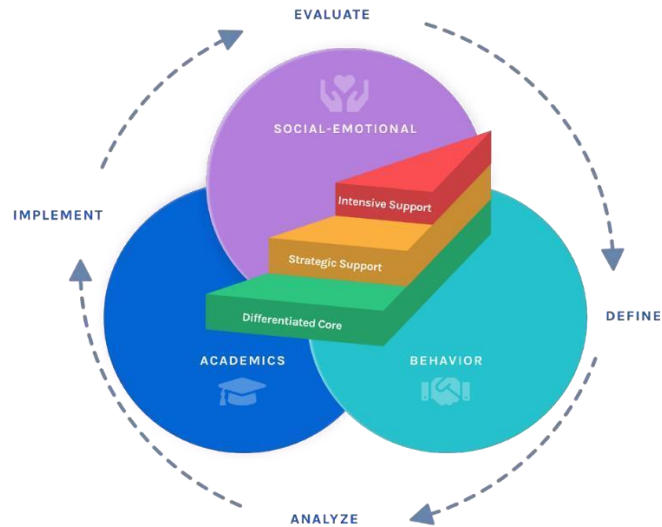 EVALUATE
SOCIAL-EMOTIONAL
Intensive Support
IMPLEMENT
Strategic Support
Differentiated Core
DEFINE
ACADEMICS
BEHAVIOR
ANALYZE